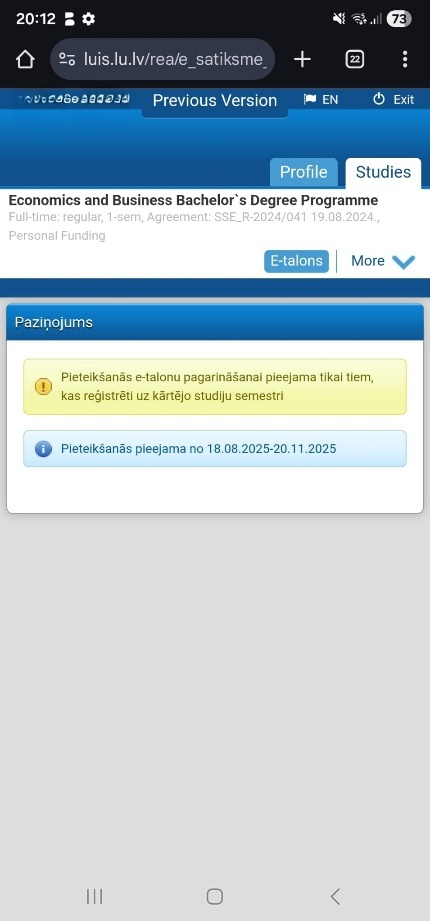 20:12
73
luis.lu.lv/rea/e_satiksme_
22
Previous Version
EN
Exit
Profile
Studies
Economics and Business Bachelor`s Degree Programme
Full-time: regular, 1-sem, Agreement: SSE_R-2024/041 19.08.2024.,
Personal Funding
E-talons
More
Paziņojums
Pieteikšanās e-talonu pagarināšanai pieejama tikai tiem,
kas reģistrēti uz kārtējo studiju semestri
Pieteikšanās pieejama no 18.08.2025-20.11.2025